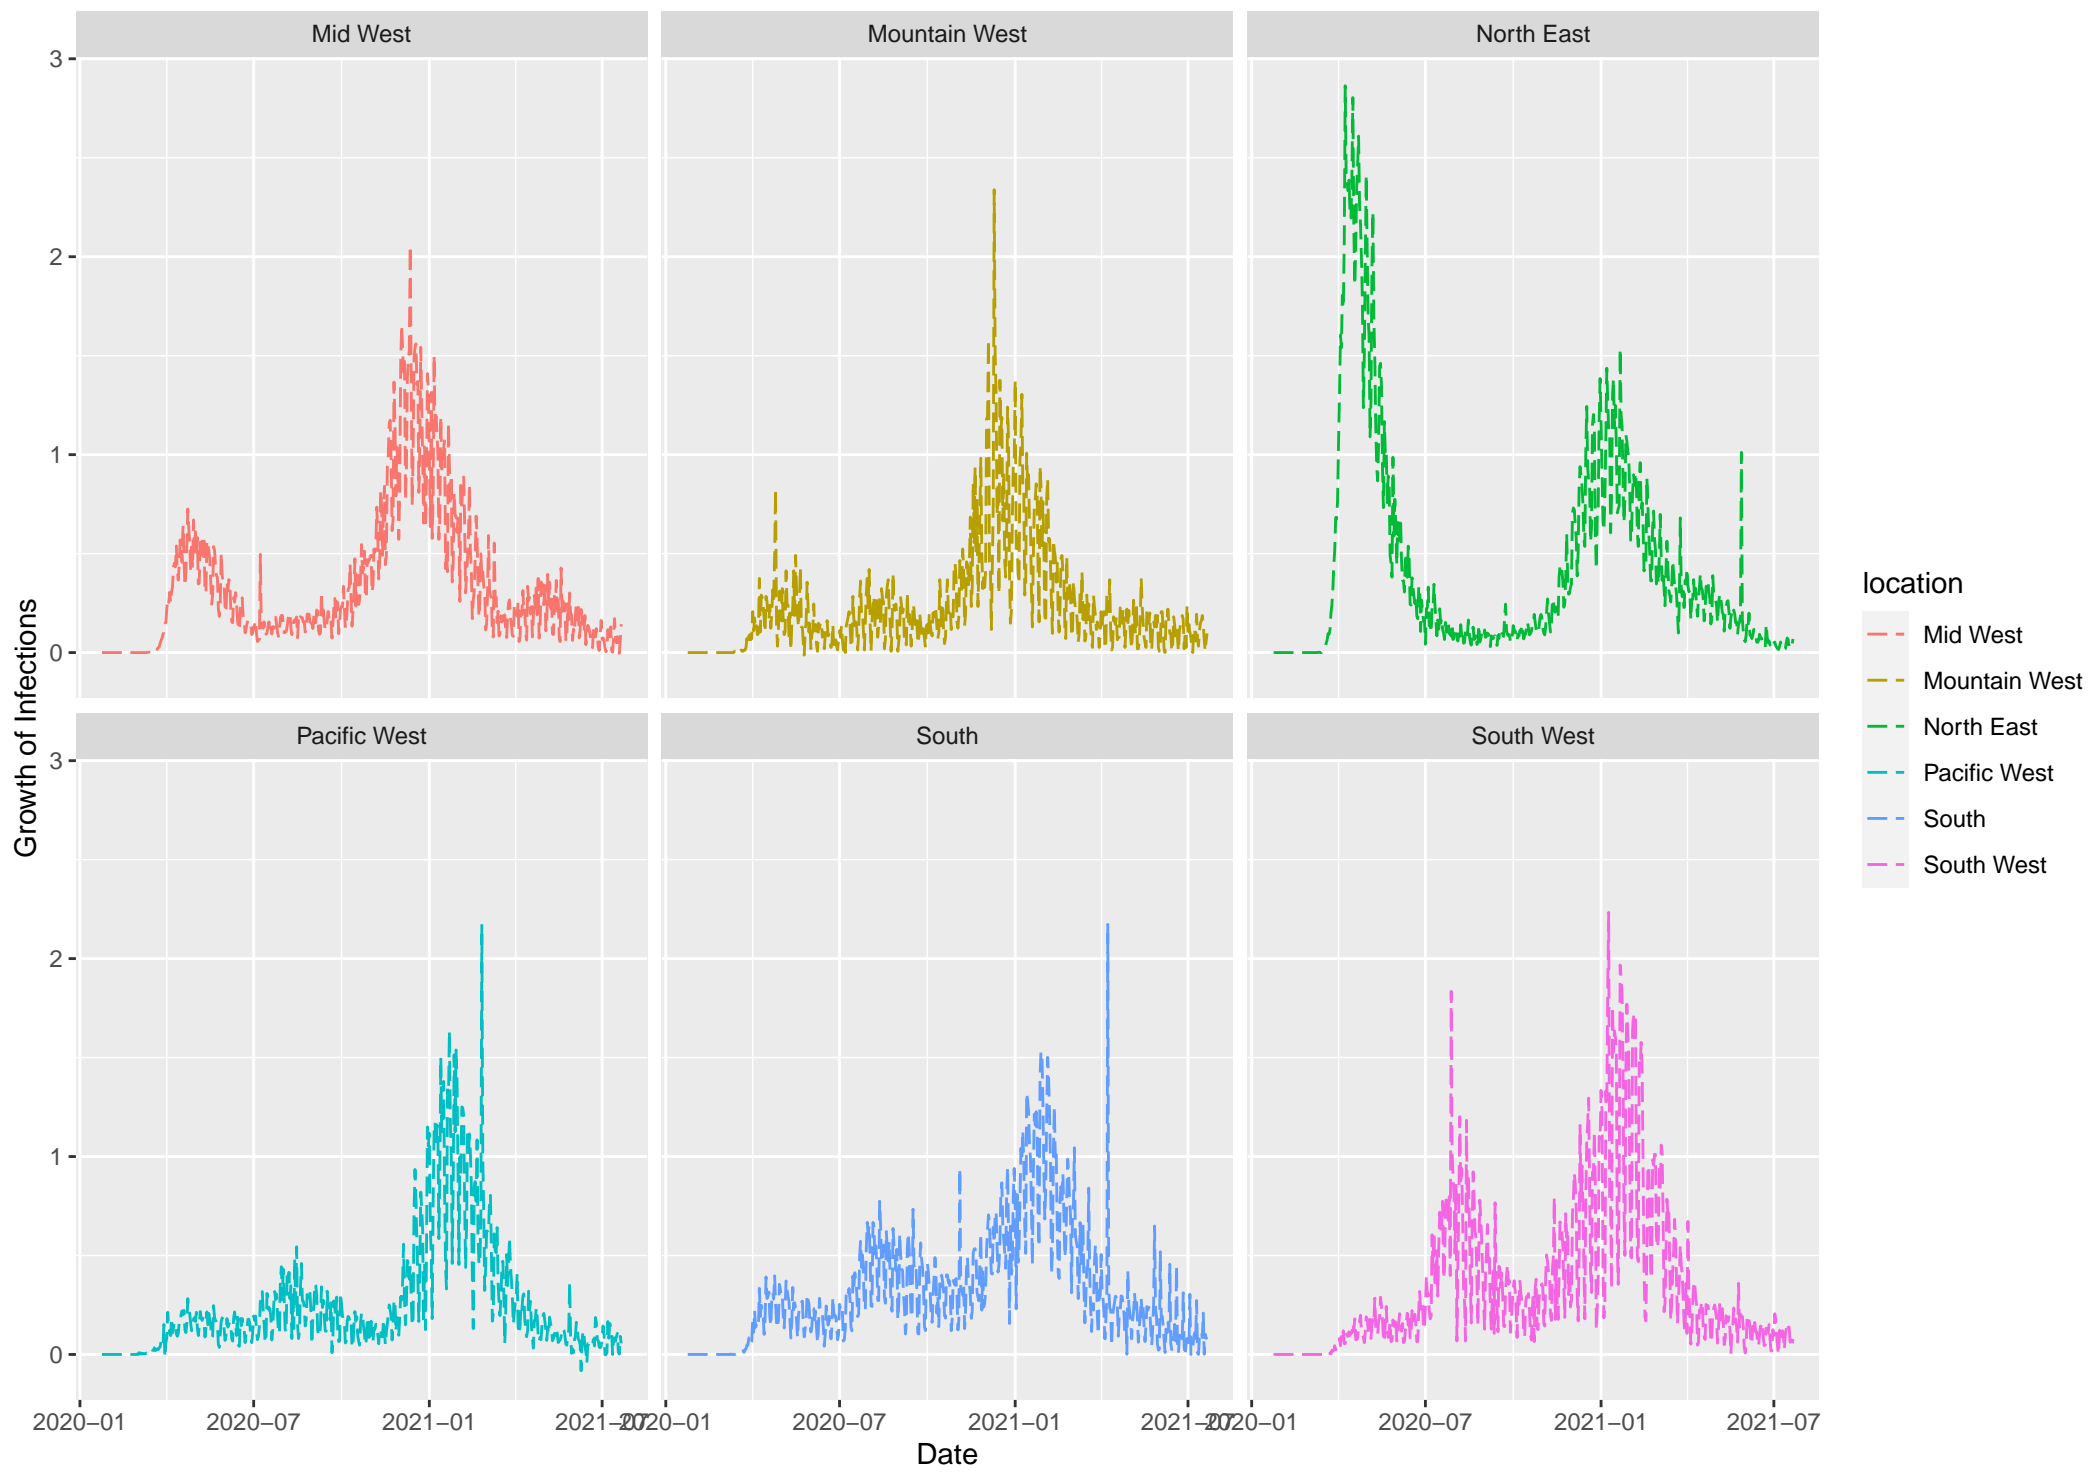 Mid West
Mountain West
North East
3
2
1
0
Pacific West
South
South West
3
2
1
0
Growth of Infections
2020–01
2020–07
2021–01
2021–07
2020–01
2020–07
2021–01
2021–07
2020–01
2020–07
2021–01
2021–07
Date
location
Mid West
Mountain West
North East
Pacific West
South
South West